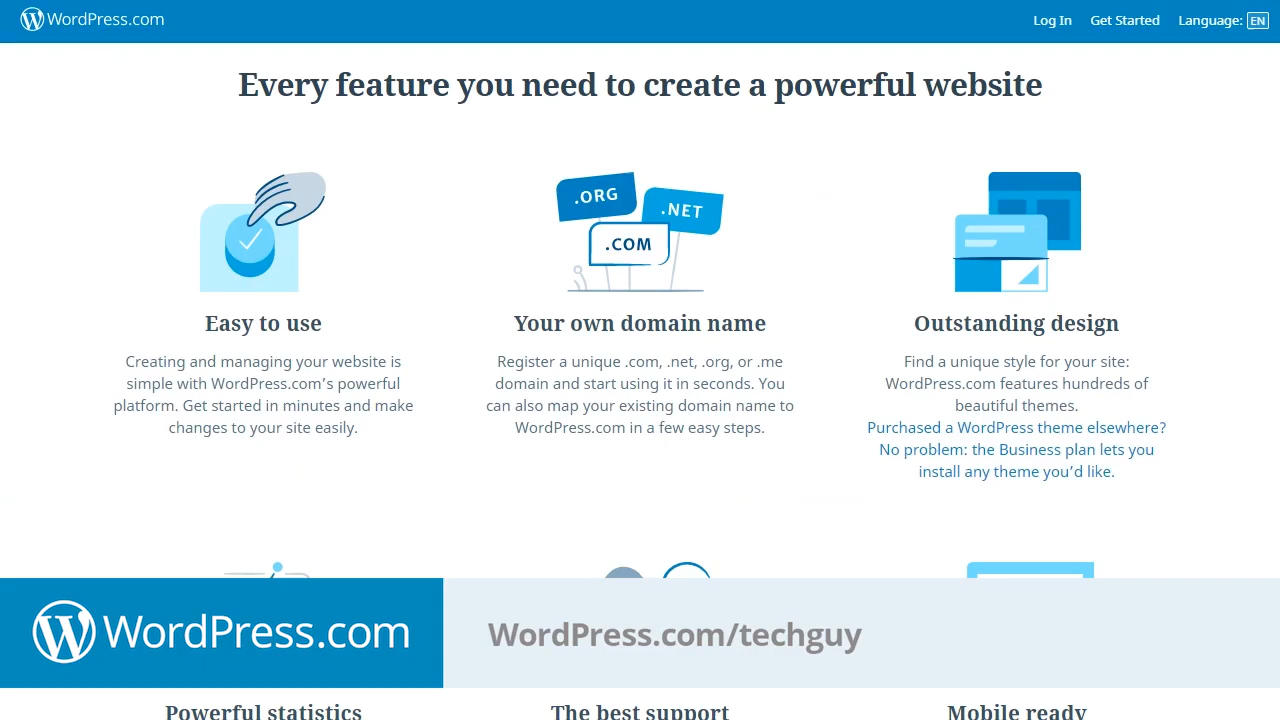 WordPress.com
Log In Get Started Language: EN
Every feature you need to create a powerful website
.ORG
.NET
.COM
Easy to use
Creating and managing your website is
simple with WordPress.com’s powerful
platform. Get started in minutes and make
changes to your site easily.
Your own domain name
Register a unique .com, .net, .org, or .me
domain and start using it in seconds. You
can also map your existing domain name to
WordPress.com in a few easy steps.
Outstanding design
Find a unique style for your site:
WordPress.com features hundreds of
beautiful themes.
Purchased a WordPress theme elsewhere?
No problem: the Business plan lets you
install any theme you’d like.
WordPress.com
WordPress.com/techguy
Powerful statistics
The best support
Mobile ready